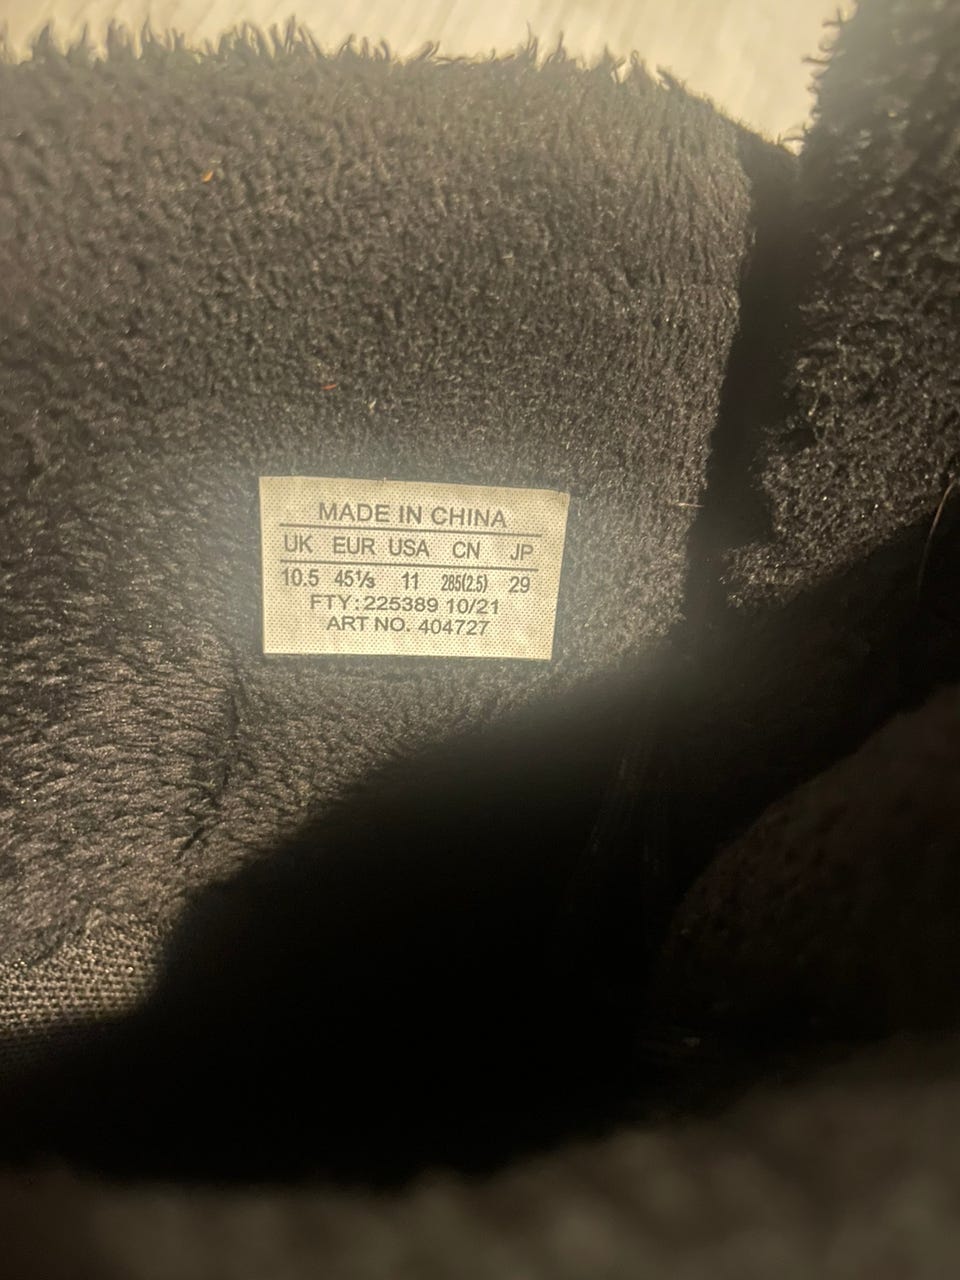 MADE IN CHINA
UK EUR USA CN JP
10.5 45⅓ 11 285(2.5) 29
FTY: 225389 10/21
ART NO. 404727